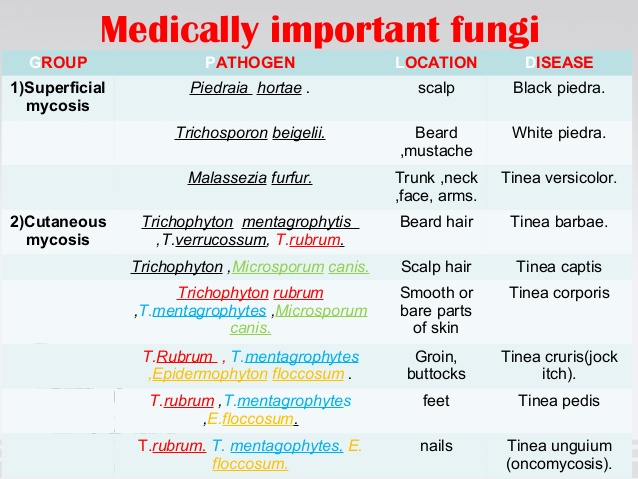 Medically important fungi
GROUP PATHOGEN LOCATION DISEASE
1)Superficial mycosis Piedraia hortae . scalp Black piedra.
Trichosporon beigelii. Beard ,mustache White piedra.
Malassezia furfur. Trunk ,neck ,face, arms. Tinea versicolor.
2)Cutaneous mycosis Trichophyton mentagrophytis ,T.verrucossum, T.rubrum. Beard hair Tinea barbae.
Trichophyton ,Microsporum canis. Scalp hair Tinea captis
Trichophyton rubrum ,T.mentagrophytes ,Microsporum canis. Smooth or bare parts of skin Tinea corporis
T.Rubrum , T.mentagrophytes ,Epidermophyton floccosum . Groin, buttocks Tinea cruris(jock itch).
T.rubrum ,T.mentagrophytes ,E.floccosum. feet Tinea pedis
T.rubrum. T. mentagophytes, E. floccosum. nails Tinea unguium (oncomycosis).